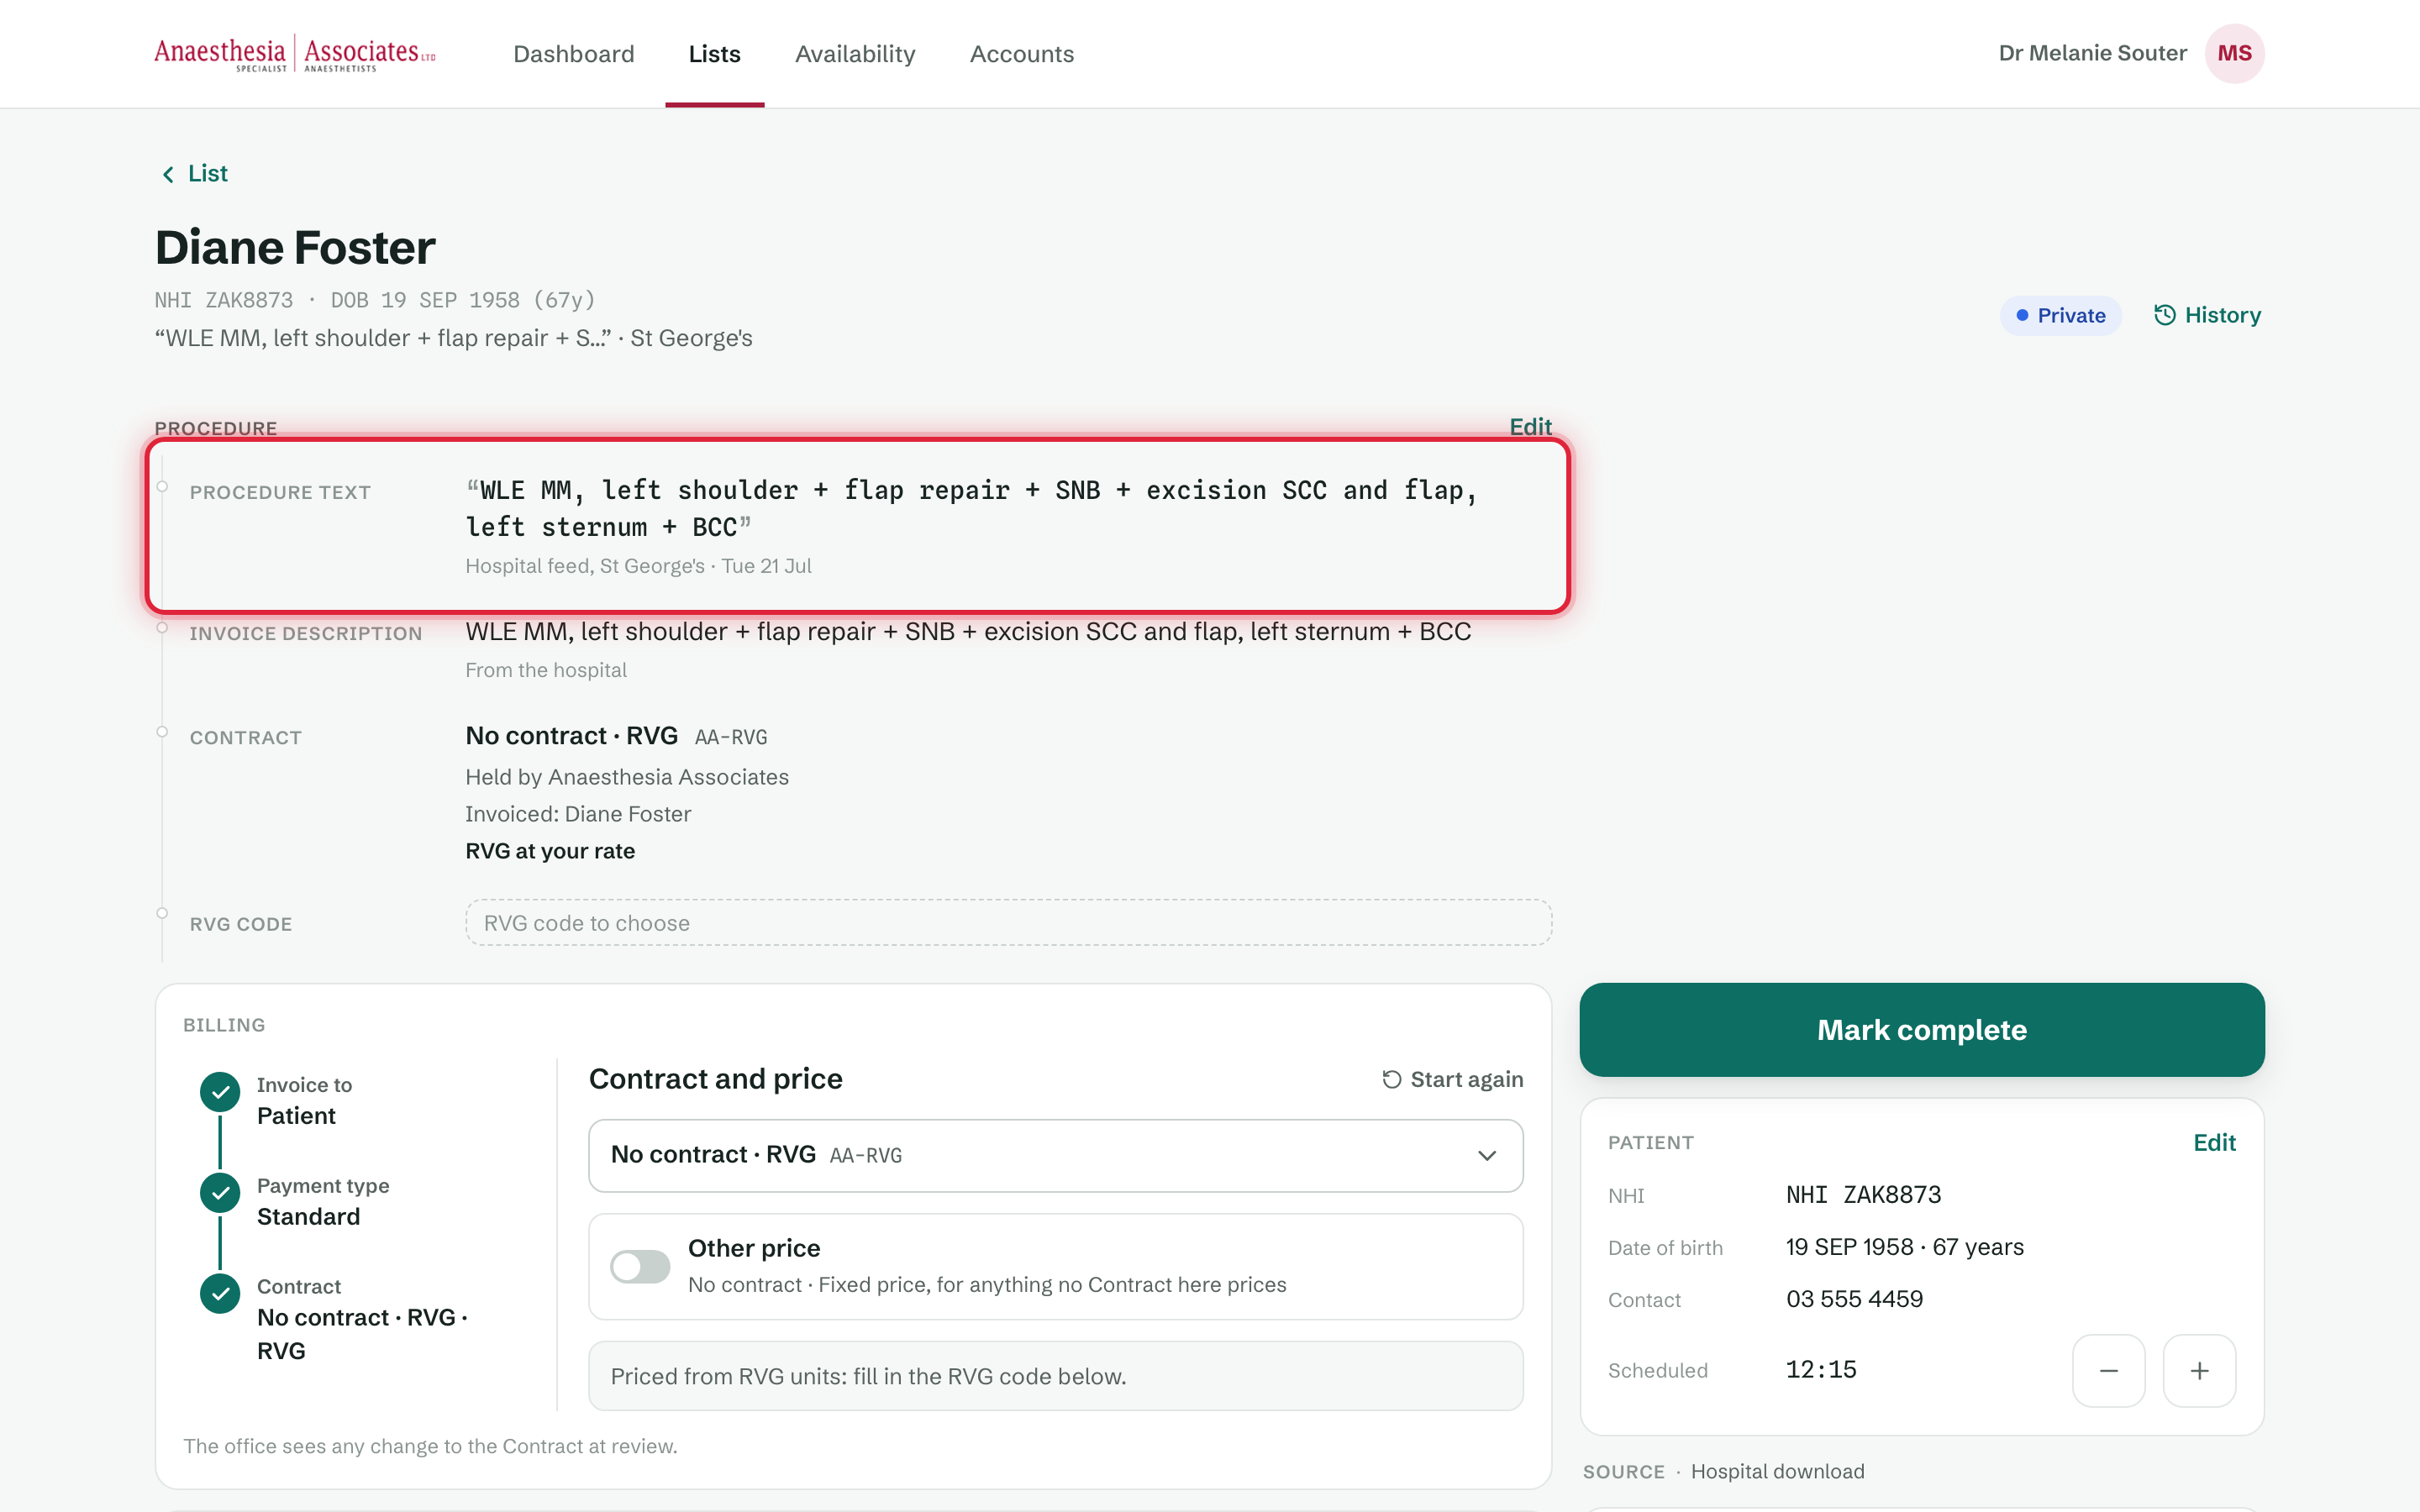 Anaesthesia | Associates LTD
SPECIALIST ANAESTHETISTS
Dashboard
Lists
Availability
Accounts
Dr Melanie Souter
MS
List
Diane Foster
NHI ZAK8873 · DOB 19 SEP 1958 (67y)
“WLE MM, left shoulder + flap repair + S...” · St George's
Private
History
PROCEDURE
Edit
PROCEDURE TEXT
“WLE MM, left shoulder + flap repair + SNB + excision SCC and flap,
left sternum + BCC”
Hospital feed, St George's · Tue 21 Jul
INVOICE DESCRIPTION
WLE MM, left shoulder + flap repair + SNB + excision SCC and flap, left sternum + BCC
From the hospital
CONTRACT
No contract · RVG AA-RVG
Held by Anaesthesia Associates
Invoiced: Diane Foster
RVG at your rate
RVG CODE
RVG code to choose
BILLING
Invoice to
Patient
Payment type
Standard
Contract
No contract · RVG ·
RVG
Contract and price
Start again
No contract · RVG AA-RVG
Other price
No contract · Fixed price, for anything no Contract here prices
Priced from RVG units: fill in the RVG code below.
The office sees any change to the Contract at review.
Mark complete
PATIENT
Edit
NHI
NHI ZAK8873
Date of birth
19 SEP 1958 · 67 years
Contact
03 555 4459
Scheduled
12:15
SOURCE · Hospital download